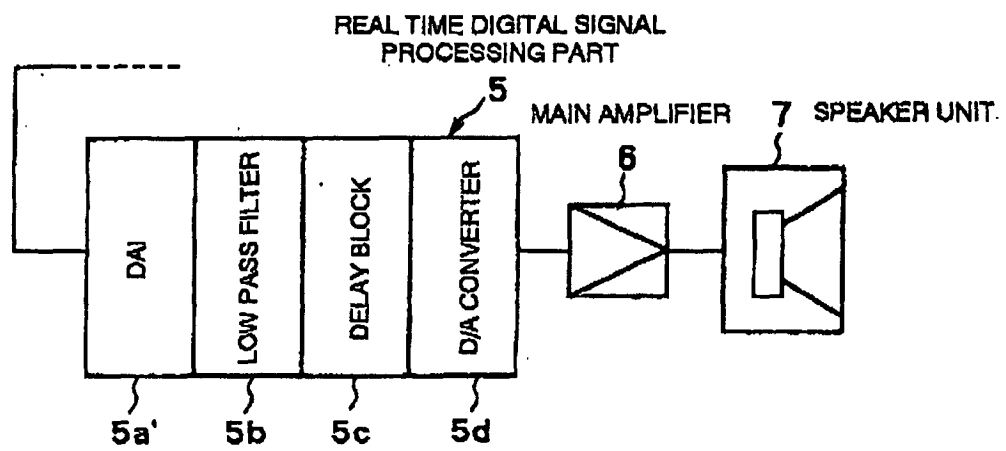 REAL TIME DIGITAL SIGNAL
PROCESSING PART
5
MAIN AMPLIFIER
6
7 SPEAKER UNIT.
DAI
LOW PASS FILTER
DELAY BLOCK
D/A CONVERTER
5a'
5b
5c
5d